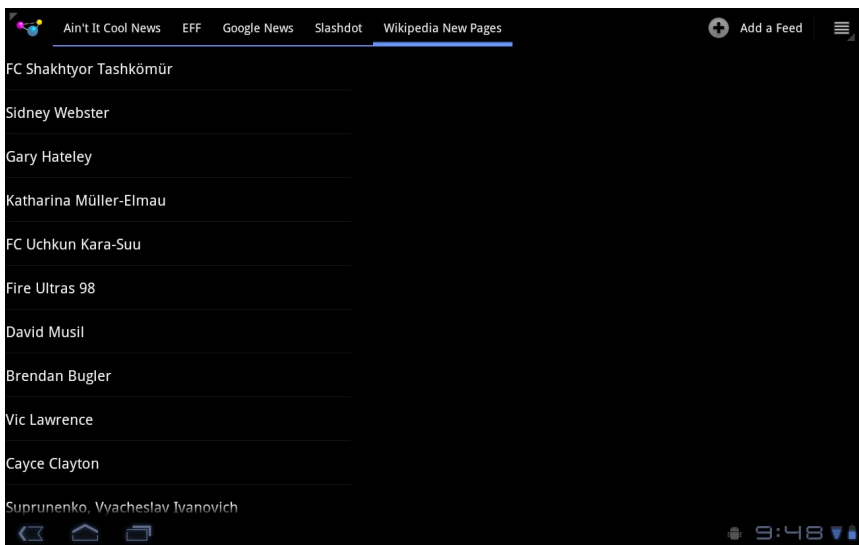 Ain't It Cool News EFF Google News Slashdot Wikipedia New Pages Add a Feed
FC Shakhtyor Tashkömür
Sidney Webster
Gary Hateley
Katharina Müller-Elmau
FC Uchkun Kara-Suu
Fire Ultras 98
David Musil
Brendan Bugler
Vic Lawrence
Cayce Clayton
Suprunenko, Vyacheslav Ivanovich
9:48